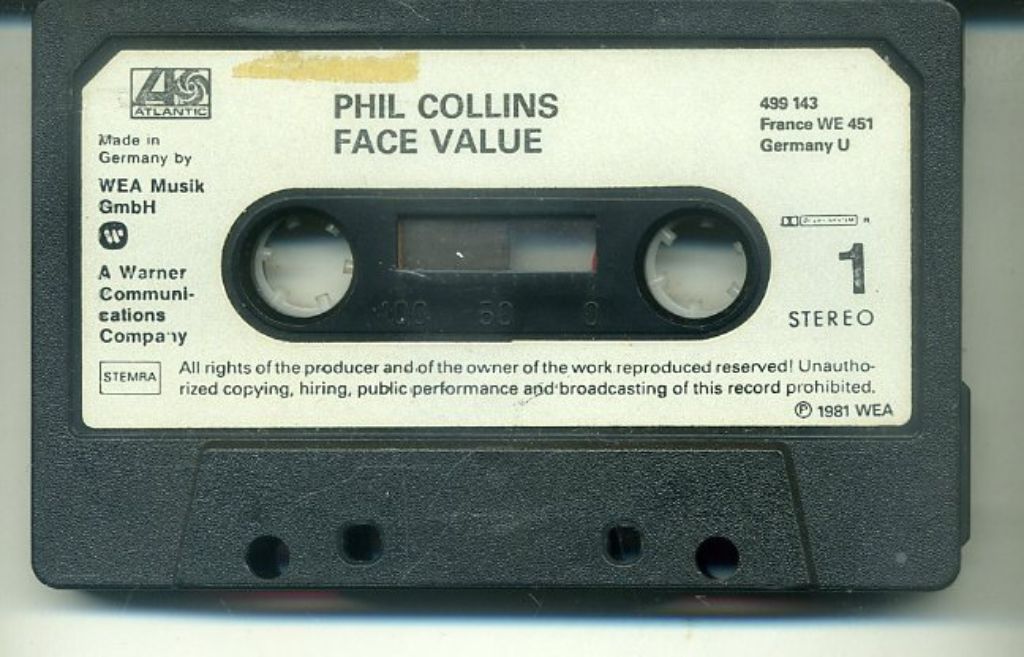 ATLANTIC
PHIL COLLINS
FACE VALUE
499 143
France WE 451
Germany U
Made in
Germany by
WEA Musik
GmbH
A Warner
Communi-
cations
Company
1
STEREO
100 50 0
STEMRA
All rights of the producer and of the owner of the work reproduced reserved! Unautho-
rized copying, hiring, public performance and broadcasting of this record prohibited.
℗ 1981 WEA